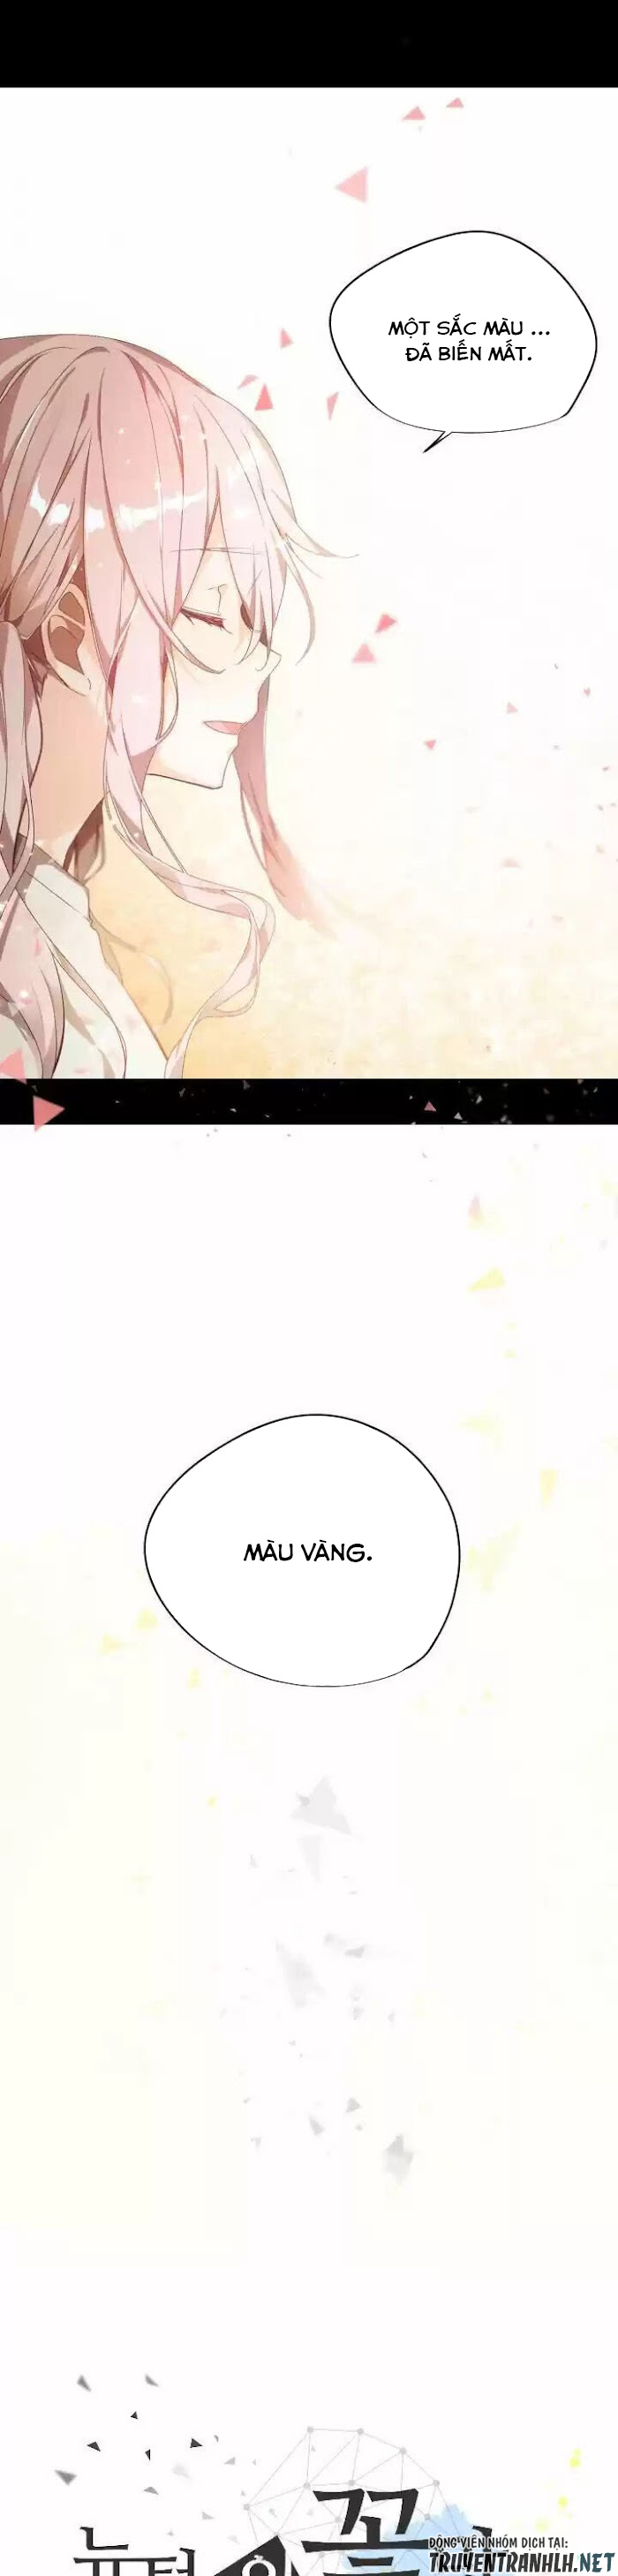 MỘT SẮC MÀU ...
ĐÃ BIẾN MẤT.
MÀU VÀNG.
ĐỘNG VIÊN NHÓM DỊCH TẠI:
TRUYENTRANHLH.NET